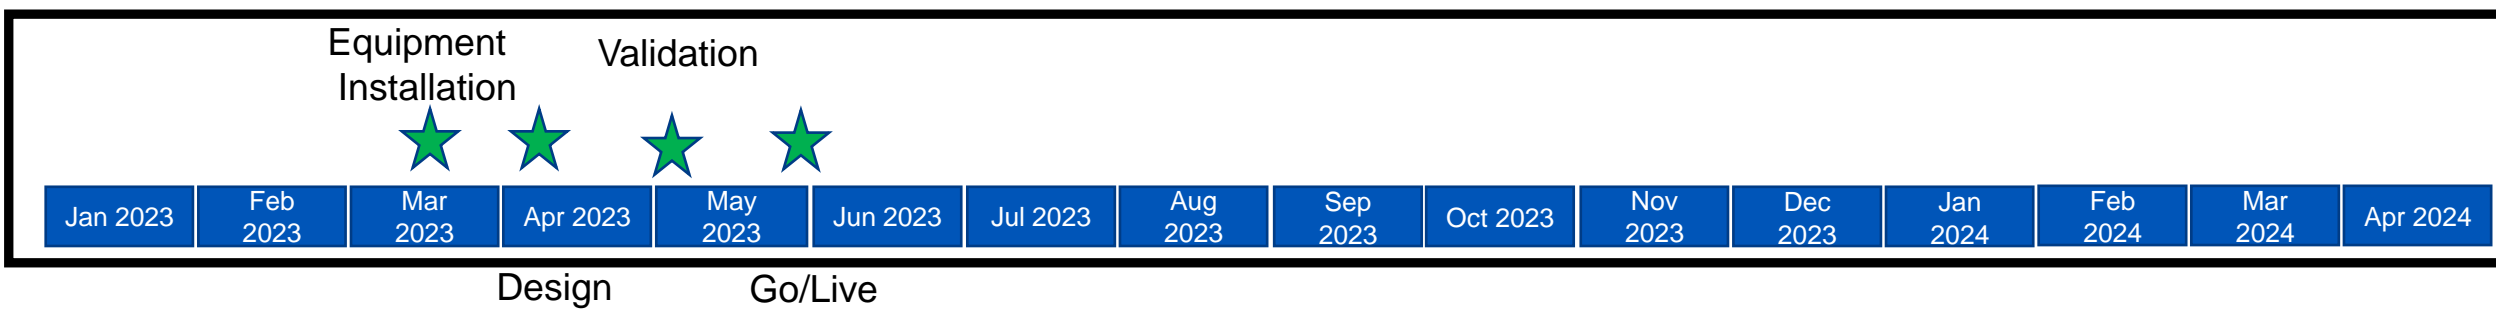 Equipment
Installation
Validation
Jan 2023
Feb
2023
Mar
2023
Apr 2023
May
2023
Jun 2023
Jul 2023
Aug
2023
Sep
2023
Oct 2023
Nov
2023
Dec
2023
Jan
2024
Feb
2024
Mar
2024
Apr 2024
Design
Go/Live